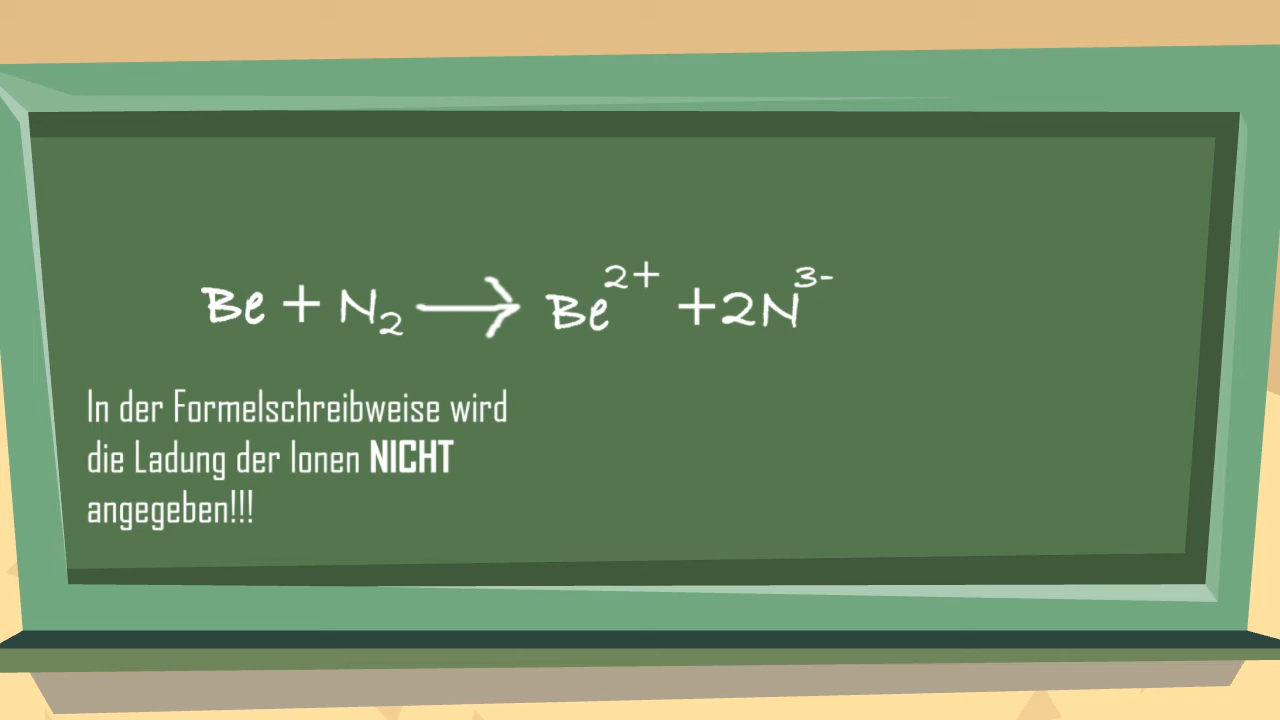 Be + N₂ ⟶ Be²⁺ +2N³⁻
In der Formelschreibweise wird
die Ladung der Ionen NICHT
angegeben!!!